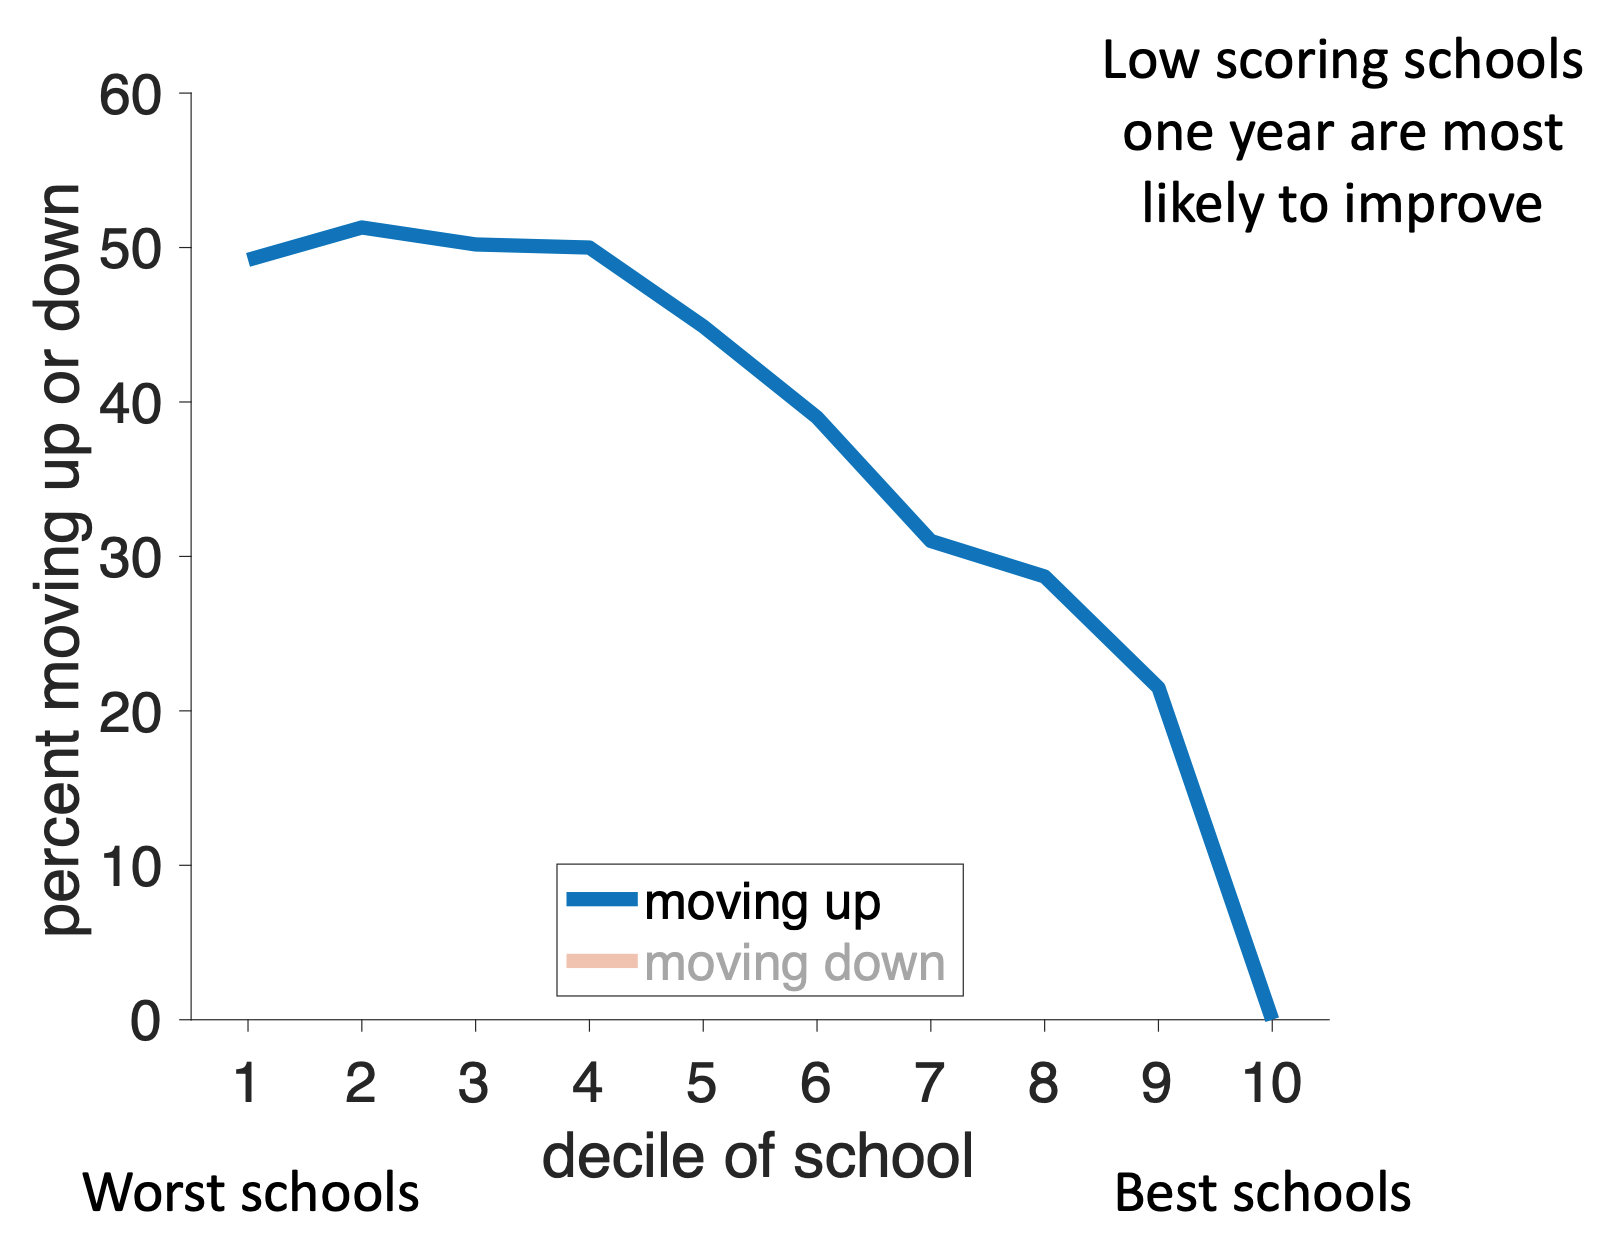 Low scoring schools
one year are most
likely to improve
percent moving up or down
60
50
40
30
20
10
0
moving up
moving down
1 2 3 4 5 6 7 8 9 10
decile of school
Worst schools
Best schools